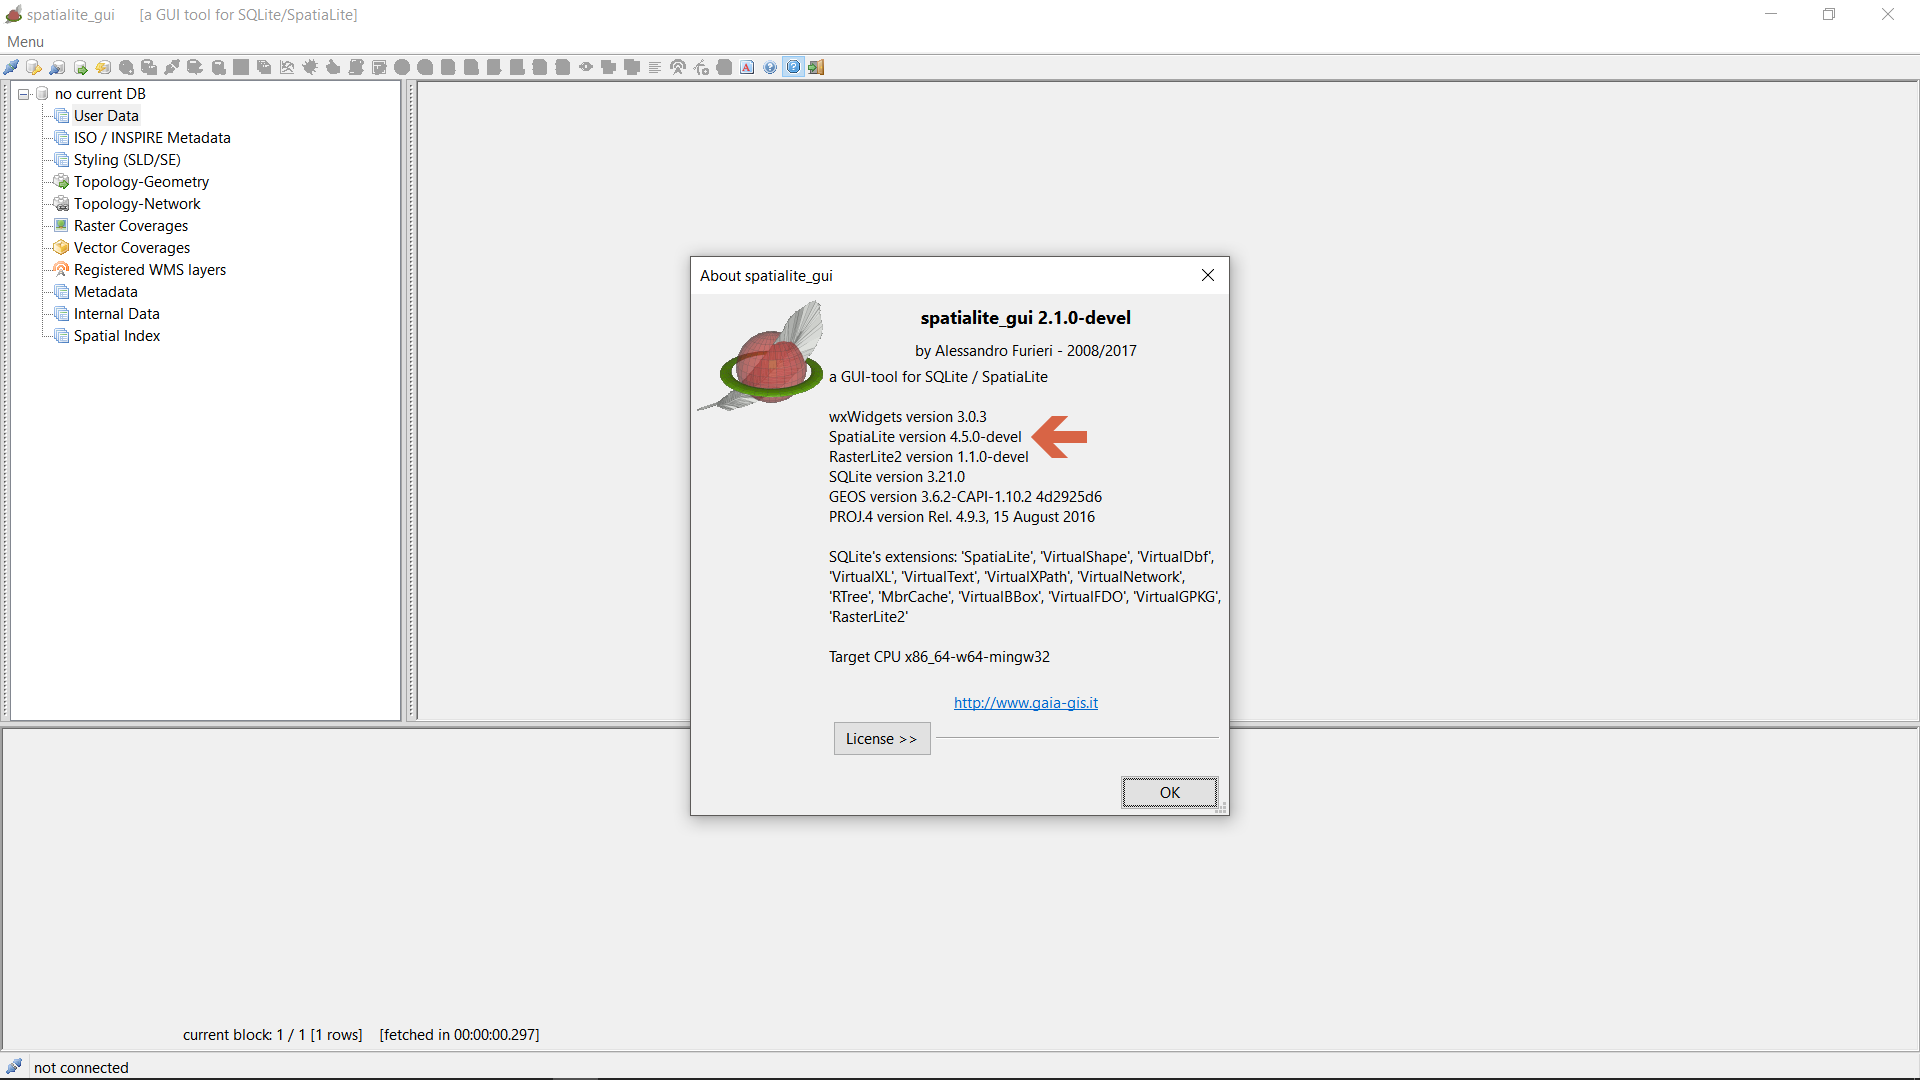 spatialite_gui [a GUI tool for SQLite/SpatiaLite]
Menu
no current DB
User Data
ISO / INSPIRE Metadata
Styling (SLD/SE)
Topology-Geometry
Topology-Network
Raster Coverages
Vector Coverages
Registered WMS layers
Metadata
Internal Data
Spatial Index
About spatialite_gui
spatialite_gui 2.1.0-devel
by Alessandro Furieri - 2008/2017
a GUI-tool for SQLite / SpatiaLite
wxWidgets version 3.0.3
SpatiaLite version 4.5.0-devel
RasterLite2 version 1.1.0-devel
SQLite version 3.21.0
GEOS version 3.6.2-CAPI-1.10.2 4d2925d6
PROJ.4 version Rel. 4.9.3, 15 August 2016
SQLite's extensions: 'SpatiaLite', 'VirtualShape', 'VirtualDbf',
'VirtualXL', 'VirtualText', 'VirtualXPath', 'VirtualNetwork',
'RTree', 'MbrCache', 'VirtualBBox', 'VirtualFDO', 'VirtualGPKG',
'RasterLite2'
Target CPU x86_64-w64-mingw32
http://www.gaia-gis.it
License >>
OK
current block: 1 / 1 [1 rows] [fetched in 00:00:00.297]
not connected